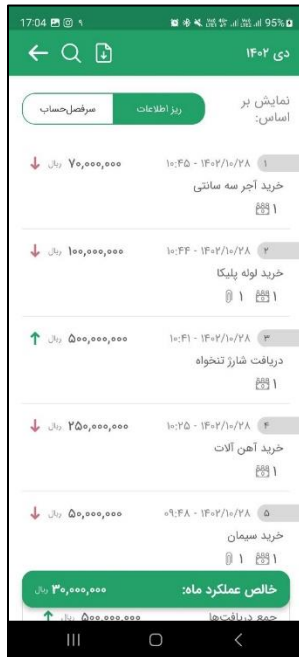 17:04 95%
دی ۱۴۰۲
نمایش بر اساس:
ریز اطلاعات
سرفصل‌حساب
۱ ۱۴۰۲/۱۰/۲۸ - ۱۰:۴۵ ۷۰,۰۰۰,۰۰۰ ریال
خرید آجر سه سانتی
۱
۲ ۱۴۰۲/۱۰/۲۸ - ۱۰:۴۴ ۱۰۰,۰۰۰,۰۰۰ ریال
خرید لوله پلیکا
۱ ۱
۳ ۱۴۰۲/۱۰/۲۸ - ۱۰:۴۱ ۵۰۰,۰۰۰,۰۰۰ ریال
دریافت شارژ تنخواه
۱
۴ ۱۴۰۲/۱۰/۲۸ - ۱۰:۲۵ ۲۵۰,۰۰۰,۰۰۰ ریال
خرید آهن آلات
۱
۵ ۱۴۰۲/۱۰/۲۸ - ۰۹:۴۸ ۵۰,۰۰۰,۰۰۰ ریال
خرید سیمان
۱ ۱
خالص عملکرد ماه: ۳۰,۰۰۰,۰۰۰ ریال
جمع دریافت‌ها ۵۰۰,۰۰۰,۰۰۰ ریال